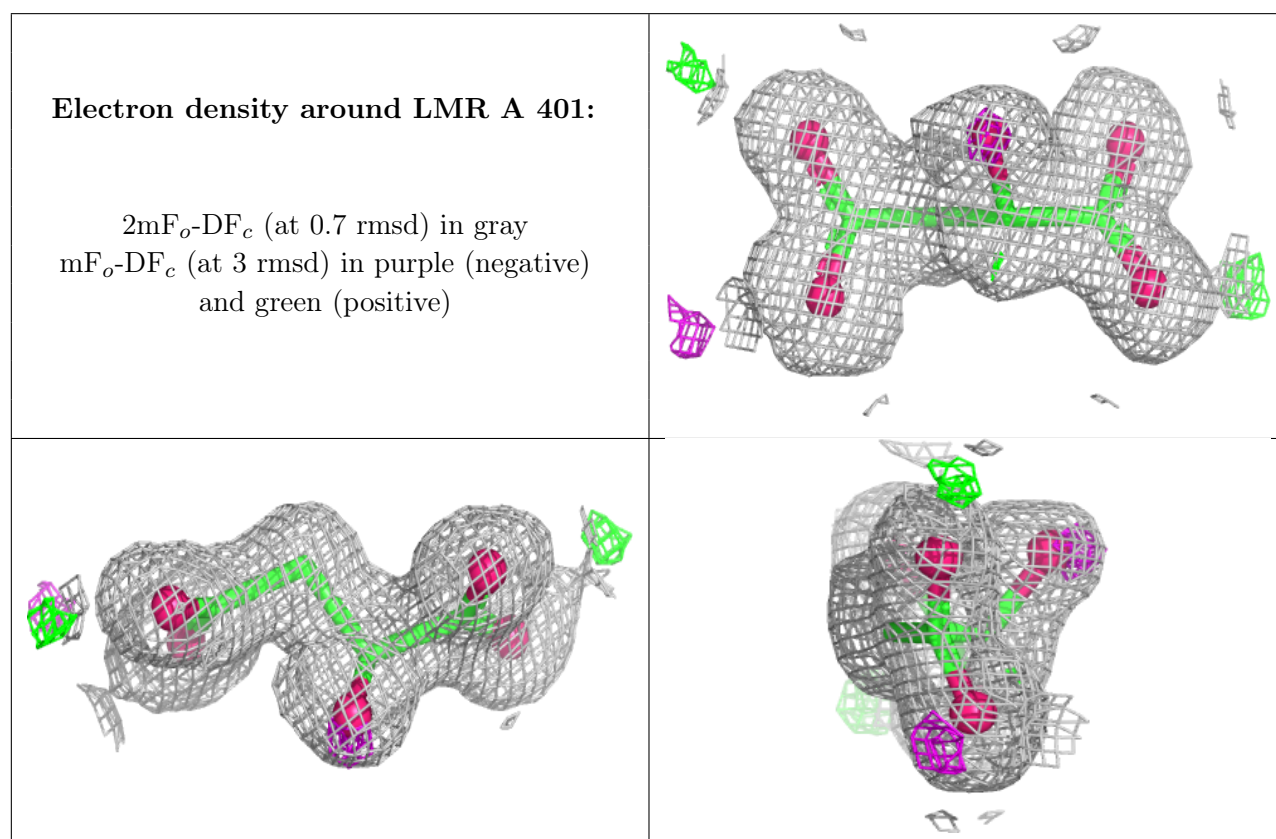 Electron density around LMR A 401:
2mFo-DFc (at 0.7 rmsd) in gray
mFo-DFc (at 3 rmsd) in purple (negative)
and green (positive)